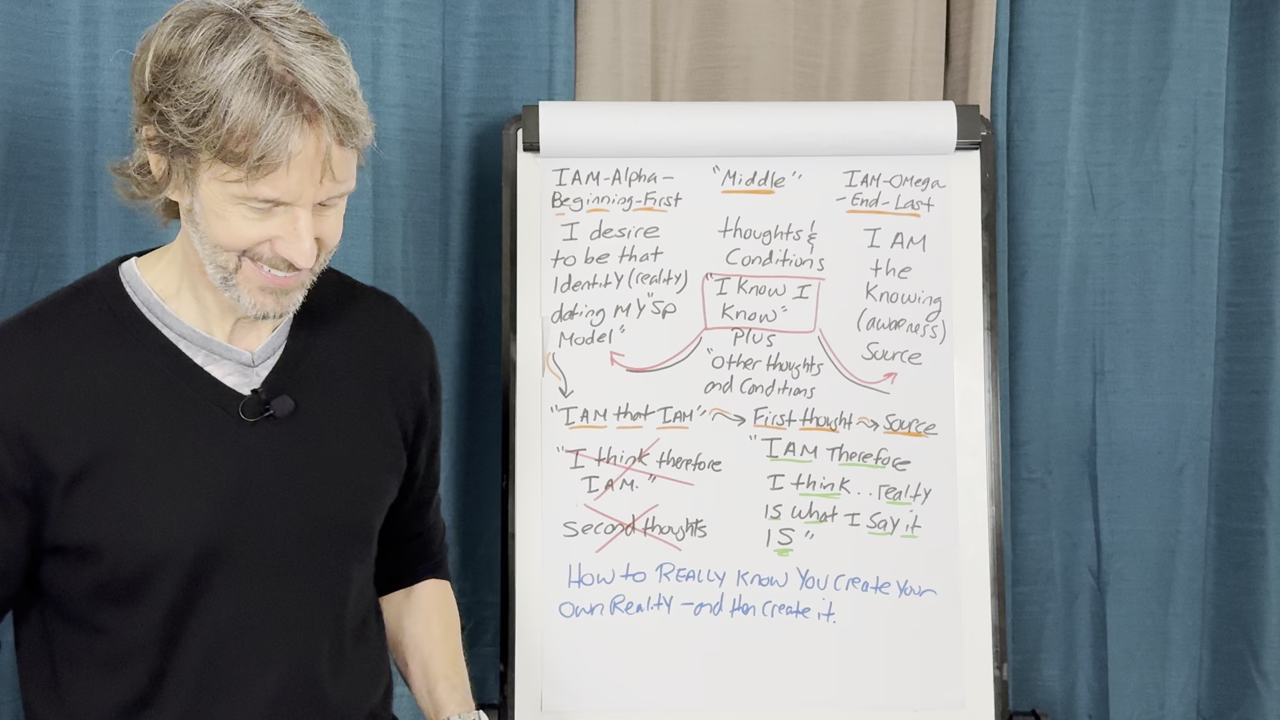 IAM-Alpha-
Beginning-First
I desire
to be that
Identity (reality)
dating my "SP
Model"
"Middle"
thoughts &
Conditions
"I Know I
Know"
Plus
"Other thoughts
and Conditions
IAM-Omega
-End-Last
I AM
the
Knowing
(awarness)
Source
"IAM that IAM" → First thought → Source
"I think therefore
IAM."
Second thoughts
"IAM Therefore
I think.. reality
is what I say it
is"
How to REALLY Know You Create Your
Own Reality - and then create it.